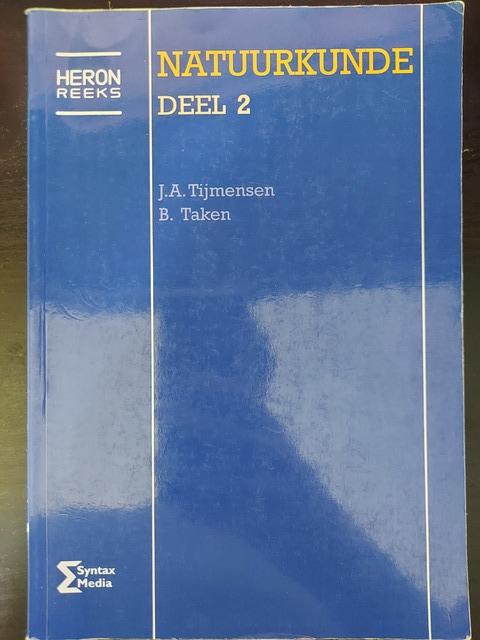 HERON
REEKS
NATUURKUNDE
DEEL 2
J.A. Tijmensen
B. Taken
Syntax
Media